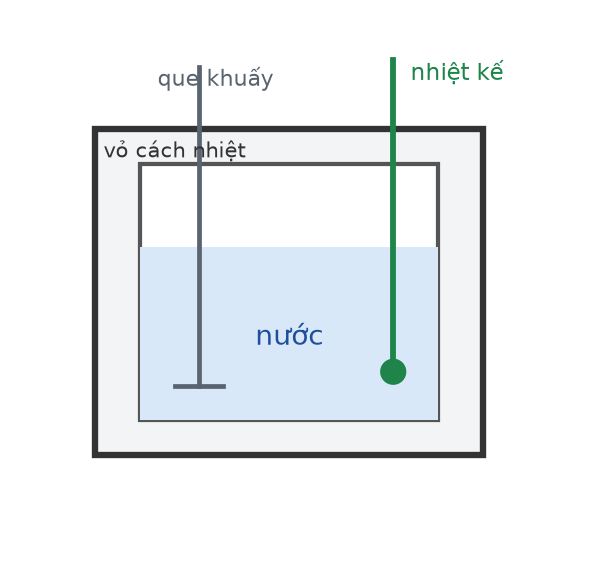 que khuấy
nhiệt kế
vỏ cách nhiệt
nước